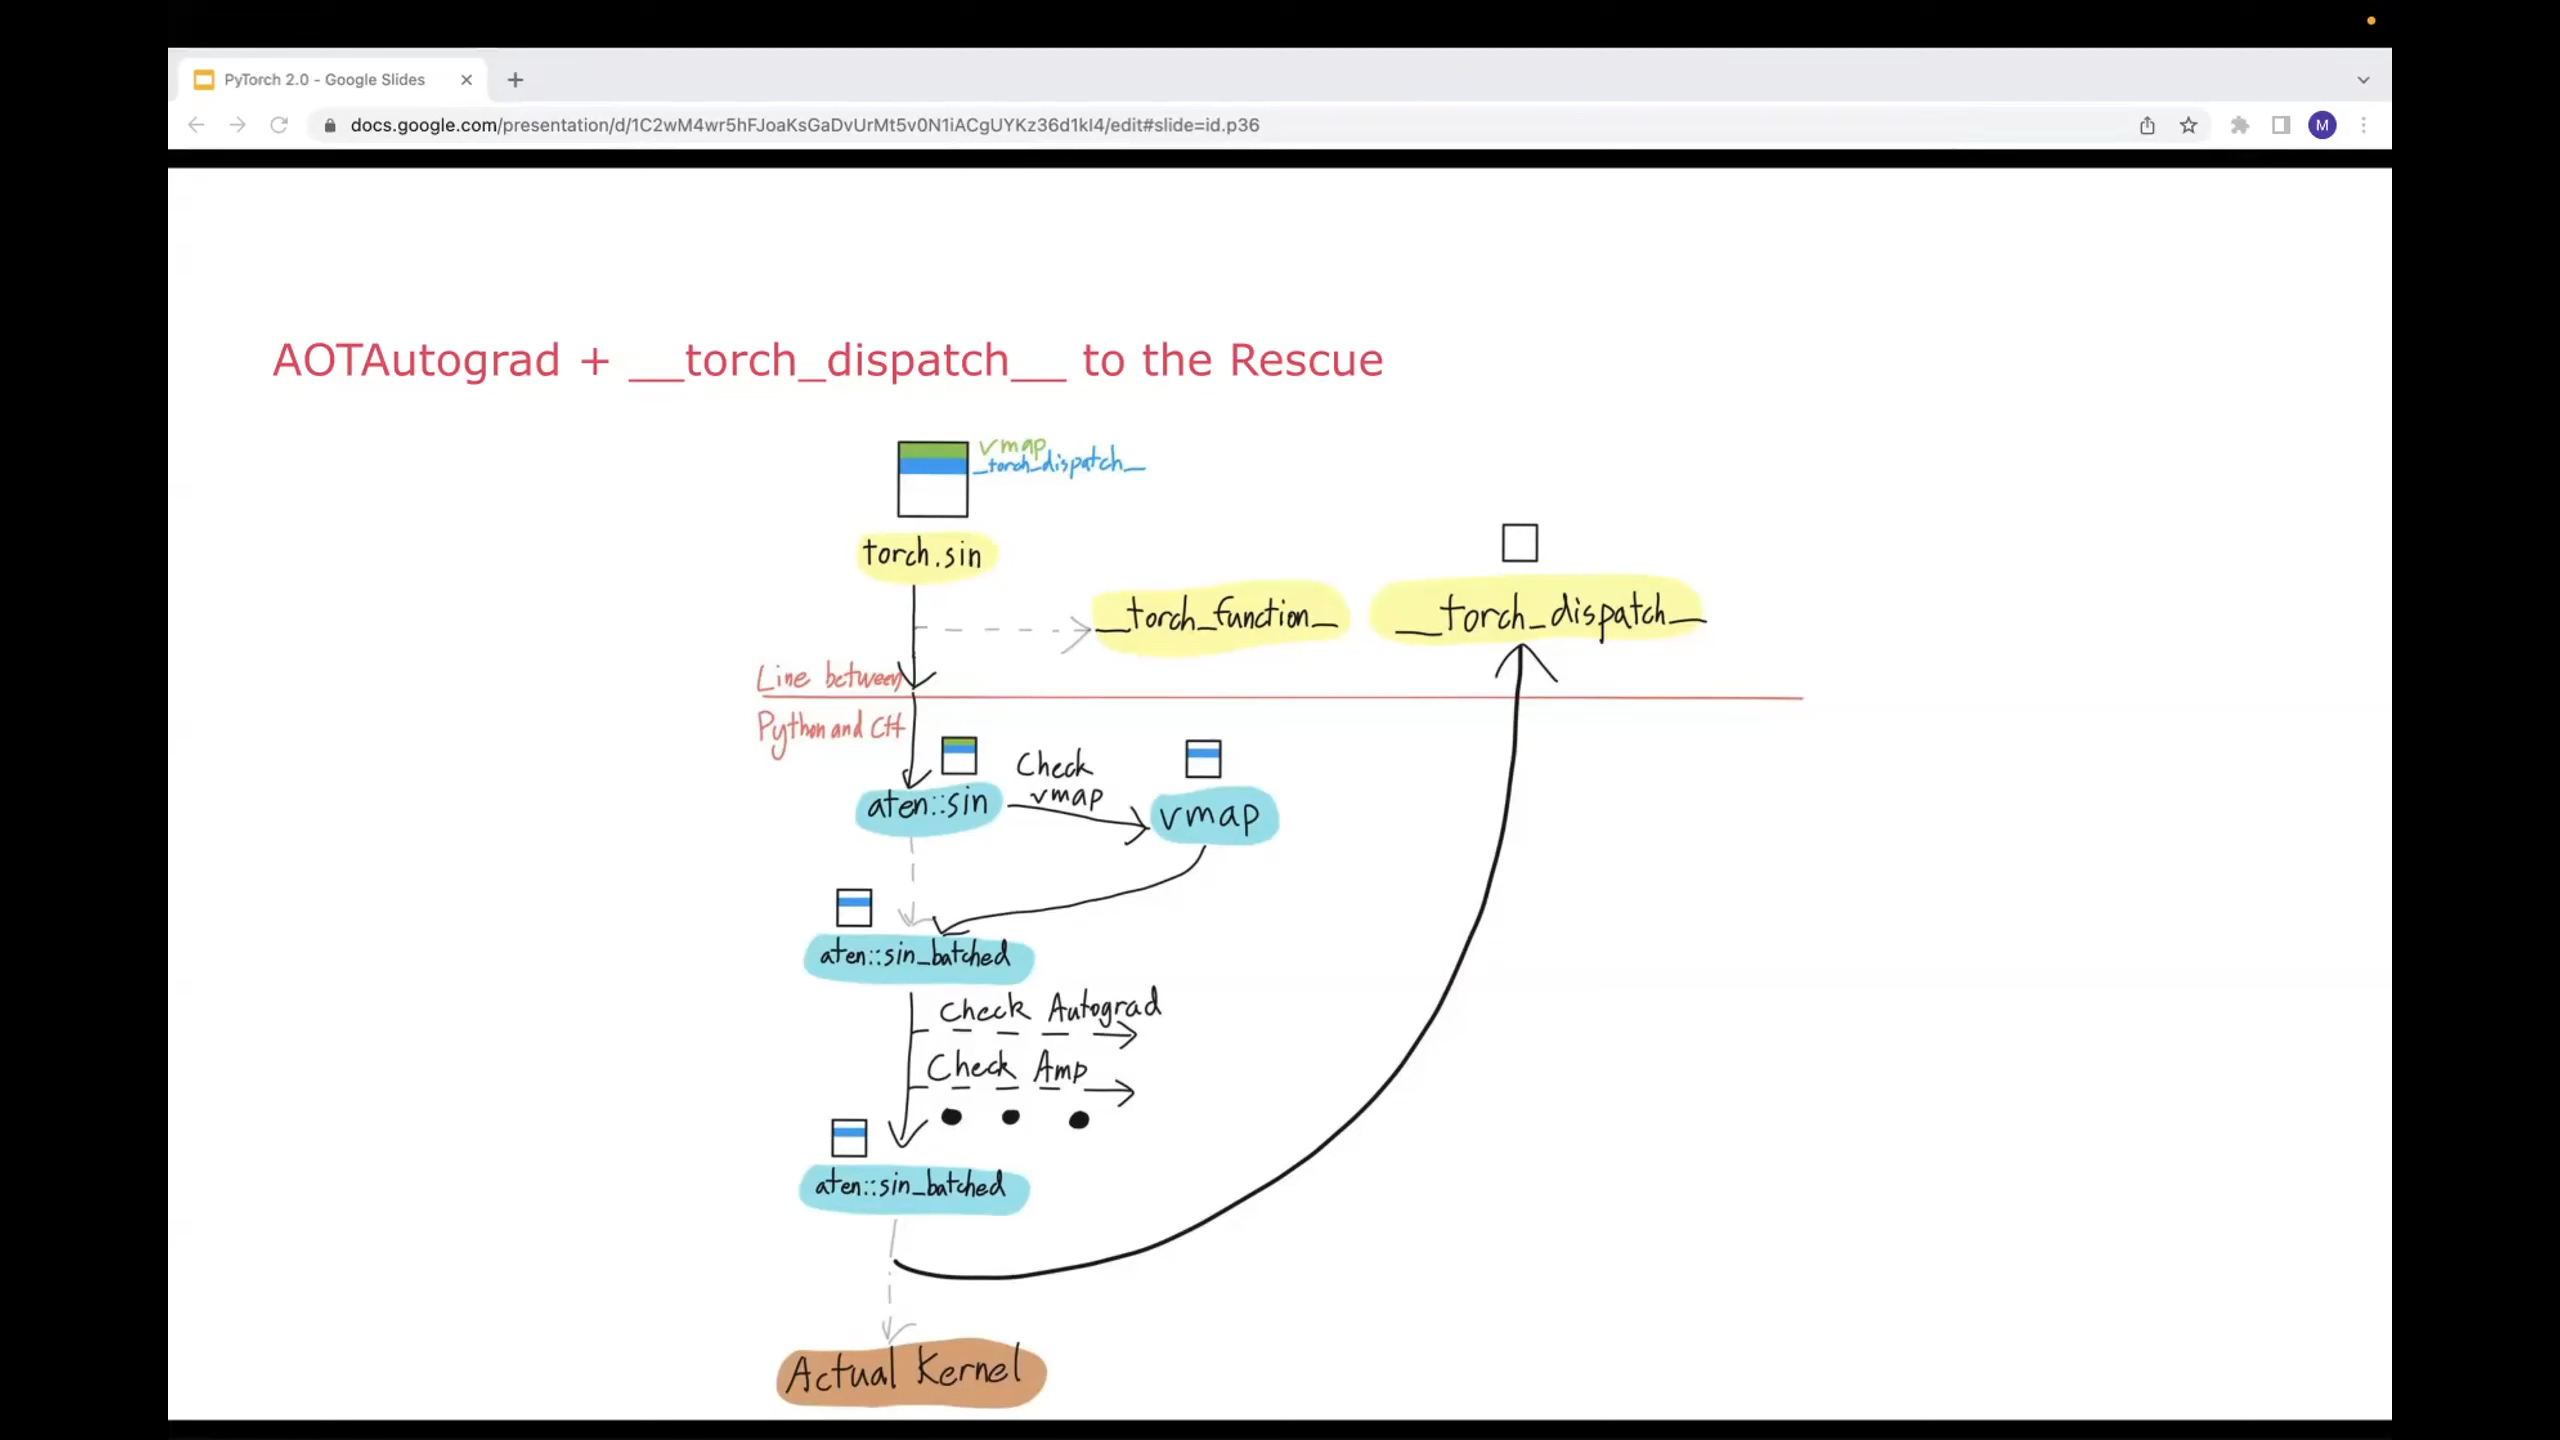 PyTorch 2.0 - Google Slides
docs.google.com/presentation/d/1C2wM4wr5hFJoaKsGaDvUrMt5v0N1iACgUYKz36d1kI4/edit#slide=id.p36
M
AOTAutograd + __torch_dispatch__ to the Rescue
vmap
_torch_dispatch_
torch.sin
__torch_function_
__torch_dispatch__
Line between
Python and C++
aten::sin
Check
vmap
vmap
aten::sin_batched
Check Autograd
Check Amp
aten::sin_batched
Actual Kernel